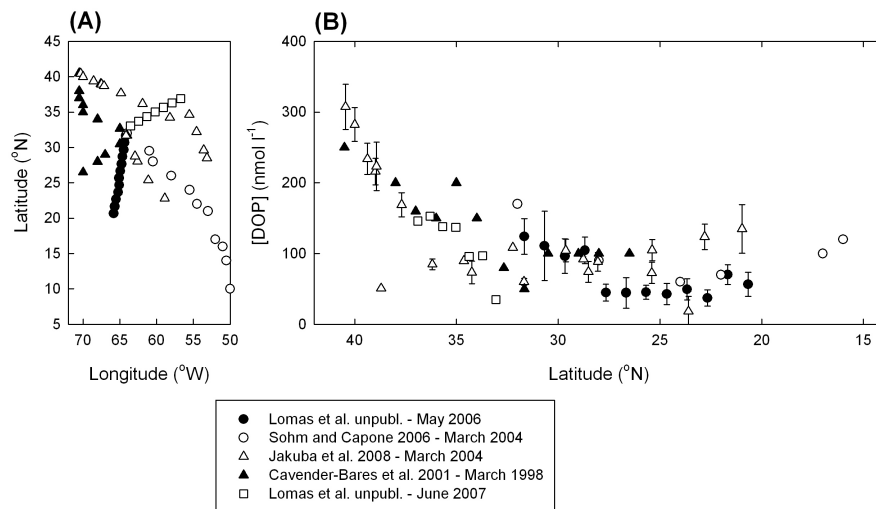 (A)
(B)
45
40
35
30
25
20
15
10
5
Latitude (°N)
70 65 60 55 50
Longitude (°W)
400
300
200
100
0
[DOP] (nmol l⁻¹)
40 35 30 25 20 15
Latitude (°N)
Lomas et al. unpubl. - May 2006
Sohm and Capone 2006 - March 2004
Jakuba et al. 2008 - March 2004
Cavender-Bares et al. 2001 - March 1998
Lomas et al. unpubl. - June 2007